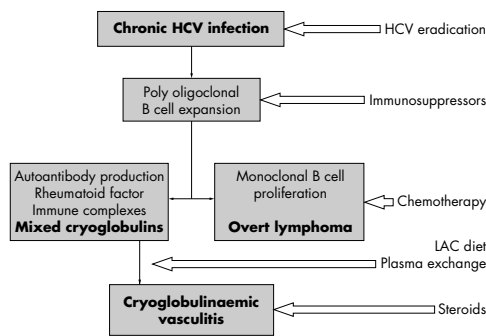 Chronic HCV infection
HCV eradication
Poly oligoclonal
B cell expansion
Immunosuppressors
Autoantibody production
Rheumatoid factor
Immune complexes
Mixed cryoglobulins
Monoclonal B cell
proliferation
Overt lymphoma
Chemotherapy
LAC diet
Plasma exchange
Cryoglobulinaemic
vasculitis
Steroids